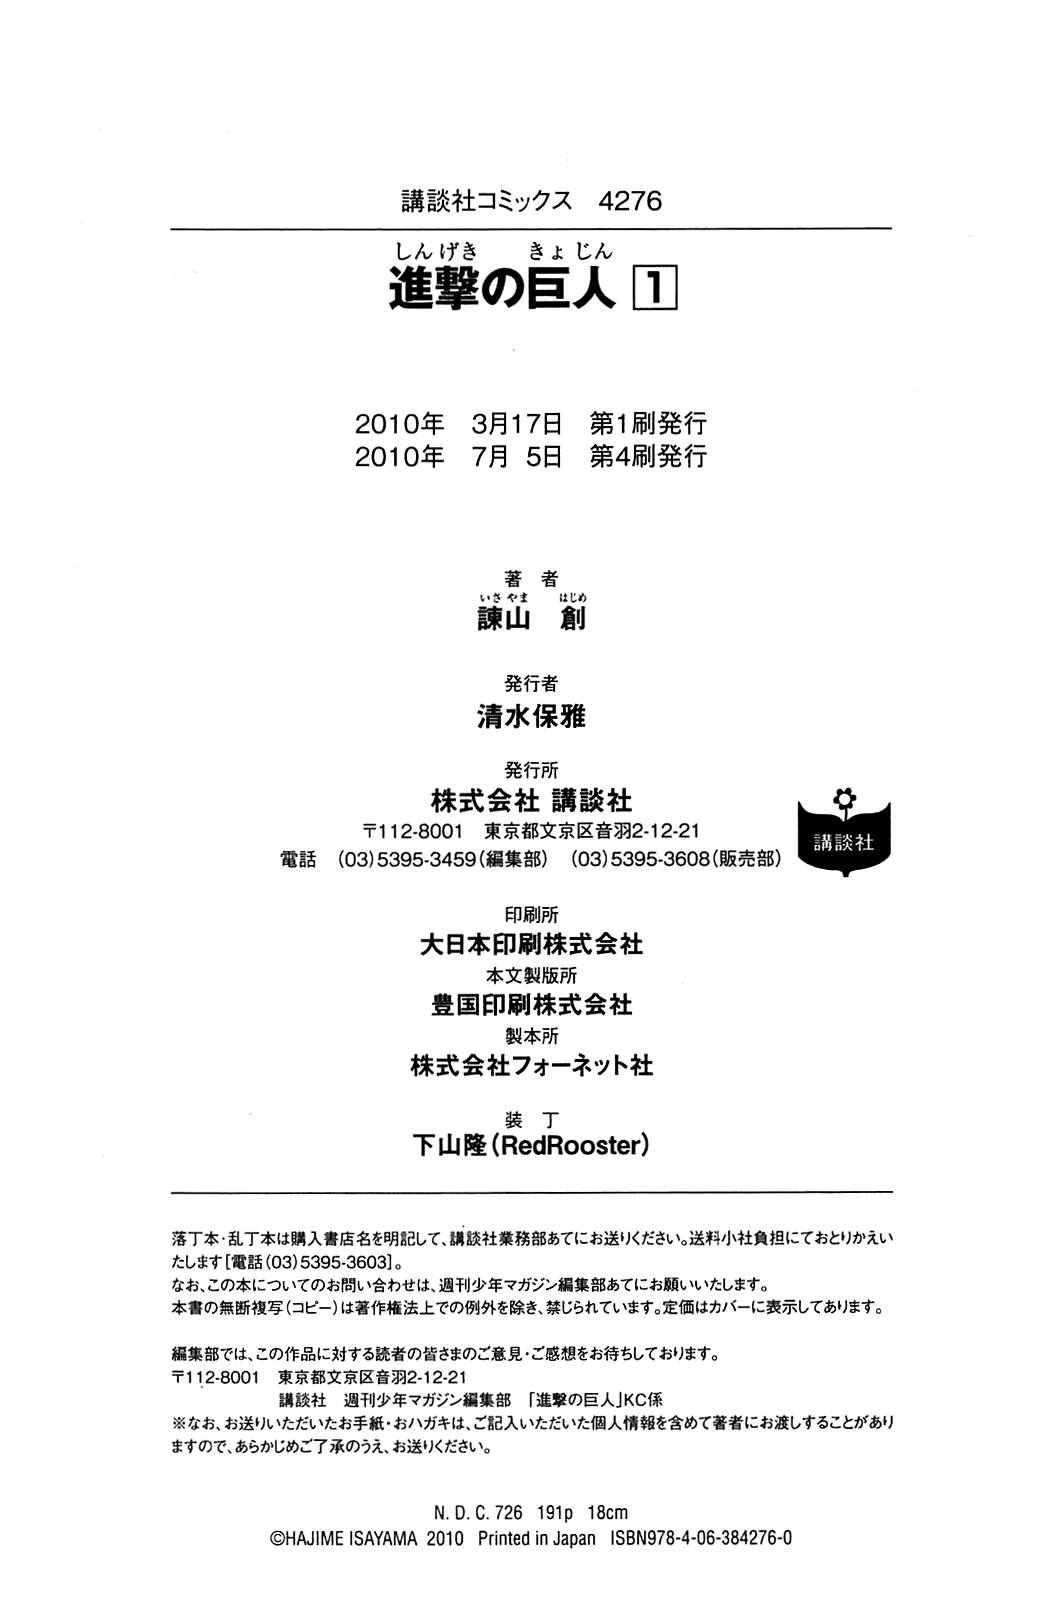 講談社コミックス 4276
しんげき きょじん
進撃の巨人 1
2010年 3月17日 第1刷発行
2010年 7月 5日 第4刷発行
著 者
いさ やま はじめ
諫山 創
発行者
清水保雅
発行所
株式会社 講談社
〒112-8001 東京都文京区音羽2-12-21
電話 (03)5395-3459(編集部) (03)5395-3608(販売部)
講談社
印刷所
大日本印刷株式会社
本文製版所
豊国印刷株式会社
製本所
株式会社フォーネット社
装 丁
下山隆(RedRooster)
落丁本・乱丁本は購入書店名を明記して、講談社業務部あてにお送りください。送料小社負担にておとりかえい
たします[電話(03)5395-3603]。
なお、この本についてのお問い合わせは、週刊少年マガジン編集部あてにお願いいたします。
本書の無断複写(コピー)は著作権法上での例外を除き、禁じられています。定価はカバーに表示してあります。
編集部では、この作品に対する読者の皆さまのご意見・ご感想をお待ちしております。
〒112-8001 東京都文京区音羽2-12-21
講談社 週刊少年マガジン編集部 「進撃の巨人」KC係
※なお、お送りいただいたお手紙・おハガキは、ご記入いただいた個人情報を含めて著者にお渡しすることがあり
ますので、あらかじめご了承のうえ、お送りください。
N. D. C. 726 191p 18cm
©HAJIME ISAYAMA 2010 Printed in Japan ISBN978-4-06-384276-0